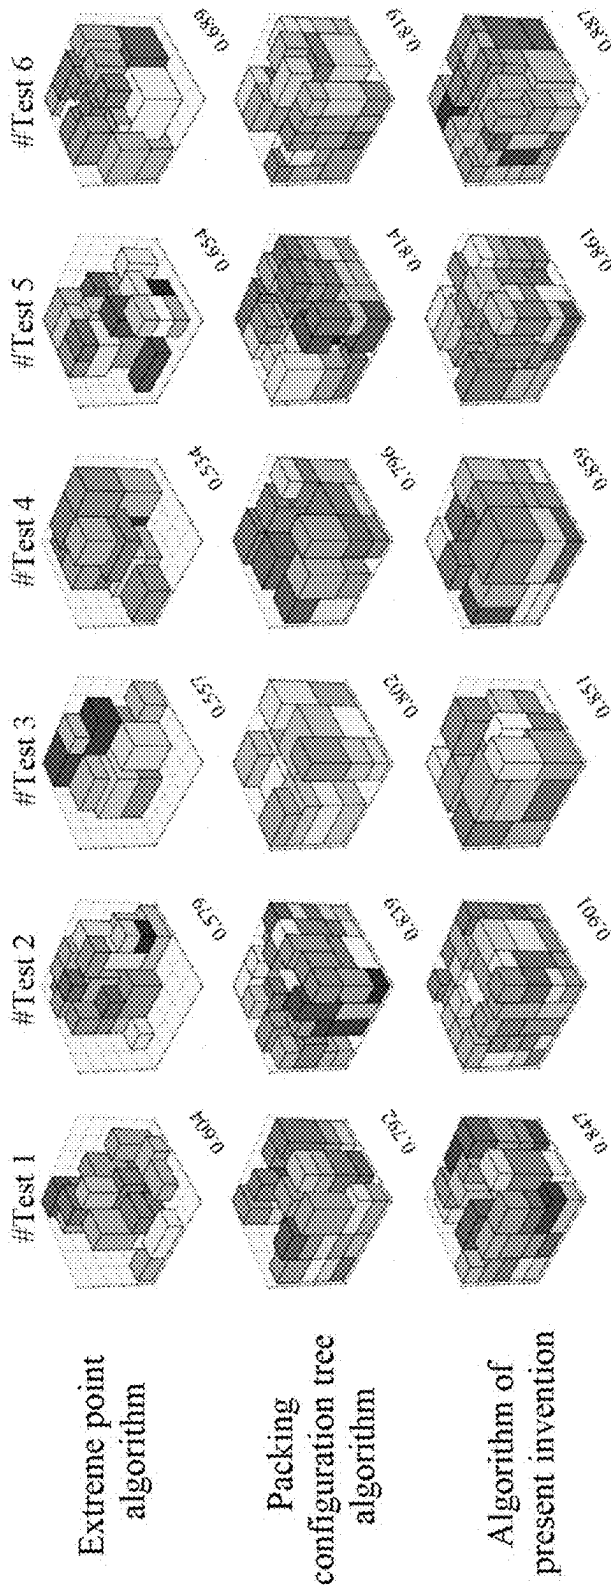 #Test 1
#Test 2
#Test 3
#Test 4
#Test 5
#Test 6
Extreme point
algorithm
0.604
0.579
0.557
0.534
0.654
0.689
Packing
configuration tree
algorithm
0.792
0.839
0.802
0.796
0.814
0.819
Algorithm of
present invention
0.847
0.901
0.851
0.859
0.861
0.887